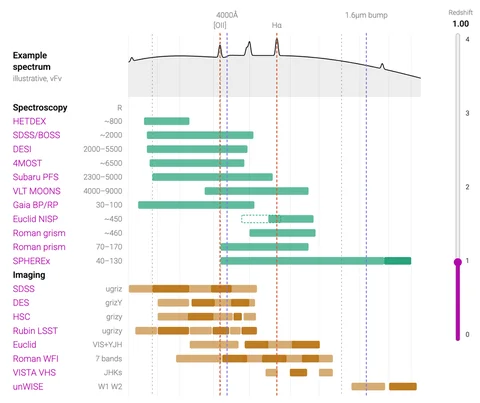 4000Å
1.6μm bump
Redshift
[OII]
Hα
1.00
4
Example
spectrum
illustrative, νFν
Spectroscopy R
3
HETDEX ~800
SDSS/BOSS ~2000
DESI 2000–5500
4MOST ~6500
Subaru PFS 2300–5000
VLT MOONS 4000–9000
2
Gaia BP/RP 30–100
Euclid NISP ~450
Roman grism ~460
Roman prism 70–170
SPHEREx 40–130
1
Imaging
SDSS ugriz
DES grizY
HSC grizy
Rubin LSST ugrizy
0
Euclid VIS+YJH
Roman WFI 7 bands
VISTA VHS JHKs
unWISE W1 W2